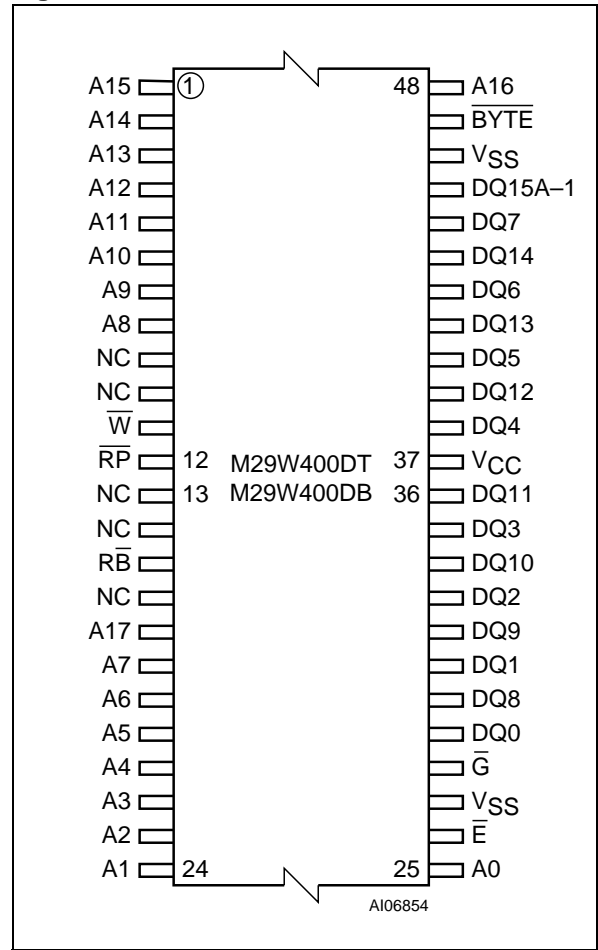 A15 ① 48 A16
A14 B̅Y̅T̅E̅
A13 VSS
A12 DQ15A–1
A11 DQ7
A10 DQ14
A9 DQ6
A8 DQ13
NC DQ5
NC DQ12
W̅ DQ4
R̅P̅ 12 M29W400DT 37 VCC
NC 13 M29W400DB 36 DQ11
NC DQ3
RB̅ DQ10
NC DQ2
A17 DQ9
A7 DQ1
A6 DQ8
A5 DQ0
A4 G̅
A3 VSS
A2 E̅
A1 24 25 A0
AI06854